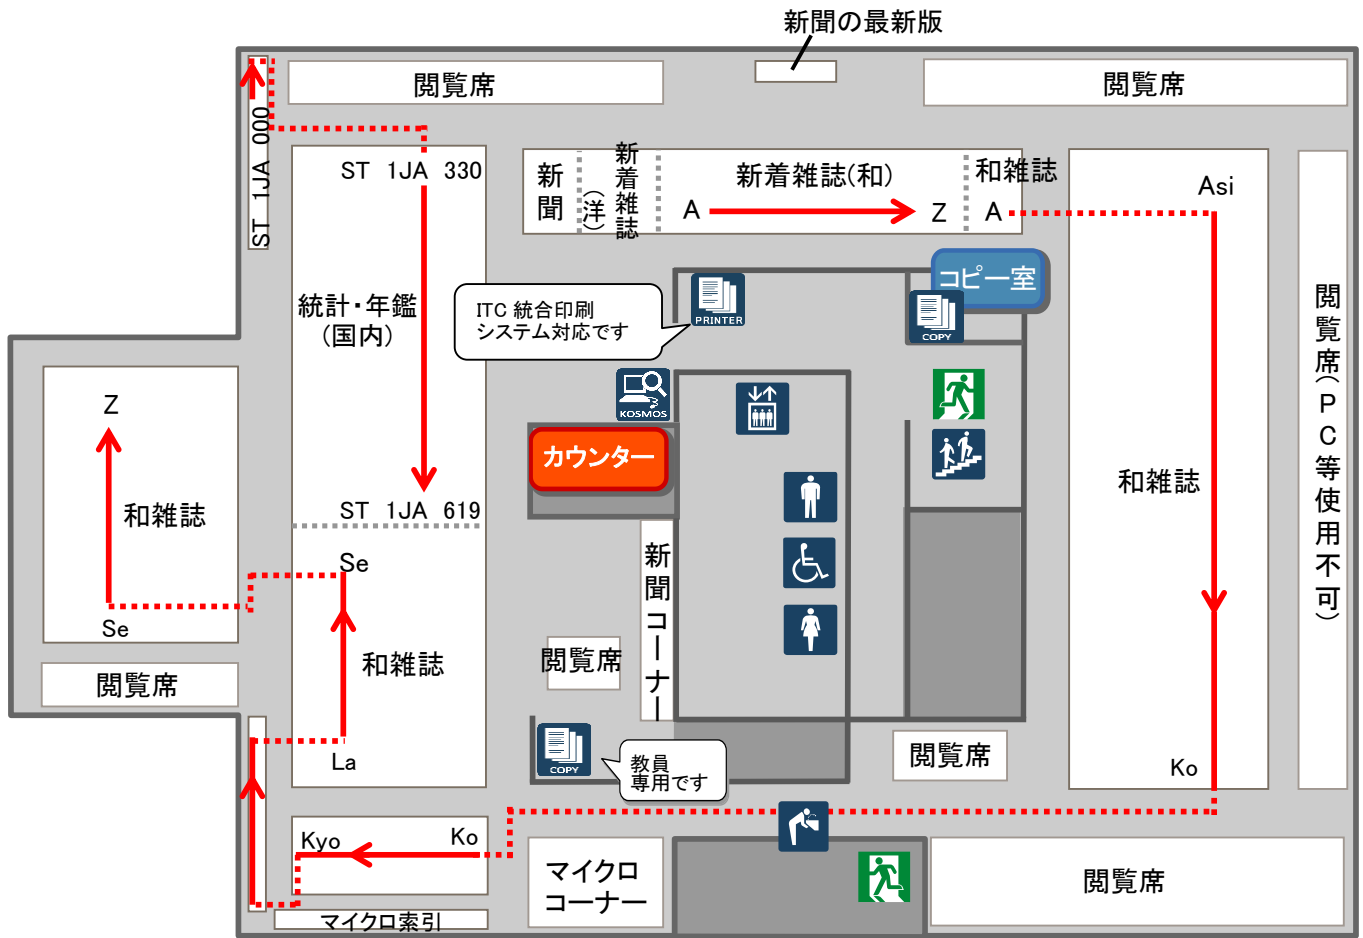 新聞の最新版
閲覧席
閲覧席
ST 1JA 000
ST 1JA 330
統計・年鑑
(国内)
ST 1JA 619
新聞
新着雑誌
(洋)
新着雑誌(和)
A
Z
和雑誌
A
Asi
和雑誌
Ko
閲覧席(PC等使用不可)
コピー室
COPY
PRINTER
ITC 統合印刷
システム対応です
KOSMOS
カウンター
新聞コーナー
閲覧席
Z
和雑誌
Se
閲覧席
Se
和雑誌
La
COPY
教員
専用です
閲覧席
Kyo
Ko
マイクロ索引
マイクロ
コーナー
閲覧席